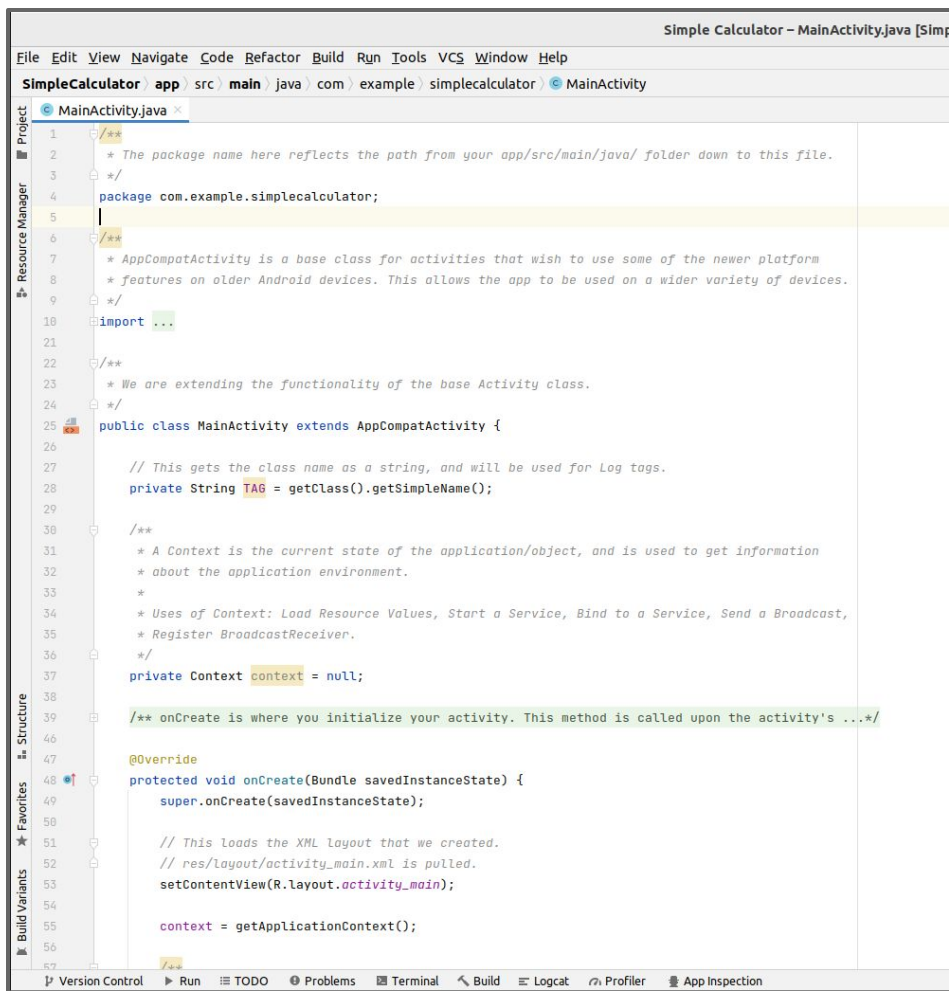 Simple Calculator – MainActivity.java [Simp
File Edit View Navigate Code Refactor Build Run Tools VCS Window Help
SimpleCalculator app src main java com example simplecalculator MainActivity
Project
Resource Manager
Structure
Favorites
Build Variants
MainActivity.java
1 /**
2 * The package name here reflects the path from your app/src/main/java/ folder down to this file.
3 */
4 package com.example.simplecalculator;
5
6 /**
7 * AppCompatActivity is a base class for activities that wish to use some of the newer platform
8 * features on older Android devices. This allows the app to be used on a wider variety of devices.
9 */
10 import ...
21
22 /**
23 * We are extending the functionality of the base Activity class.
24 */
25 public class MainActivity extends AppCompatActivity {
26
27 // This gets the class name as a string, and will be used for Log tags.
28 private String TAG = getClass().getSimpleName();
29
30 /**
31 * A Context is the current state of the application/object, and is used to get information
32 * about the application environment.
33 *
34 * Uses of Context: Load Resource Values, Start a Service, Bind to a Service, Send a Broadcast,
35 * Register BroadcastReceiver.
36 */
37 private Context context = null;
38
39 /** onCreate is where you initialize your activity. This method is called upon the activity's ...*/
46
47 @Override
48 protected void onCreate(Bundle savedInstanceState) {
49 super.onCreate(savedInstanceState);
50
51 // This loads the XML layout that we created.
52 // res/layout/activity_main.xml is pulled.
53 setContentView(R.layout.activity_main);
54
55 context = getApplicationContext();
56
57 /**
Version Control Run TODO Problems Terminal Build Logcat Profiler App Inspection